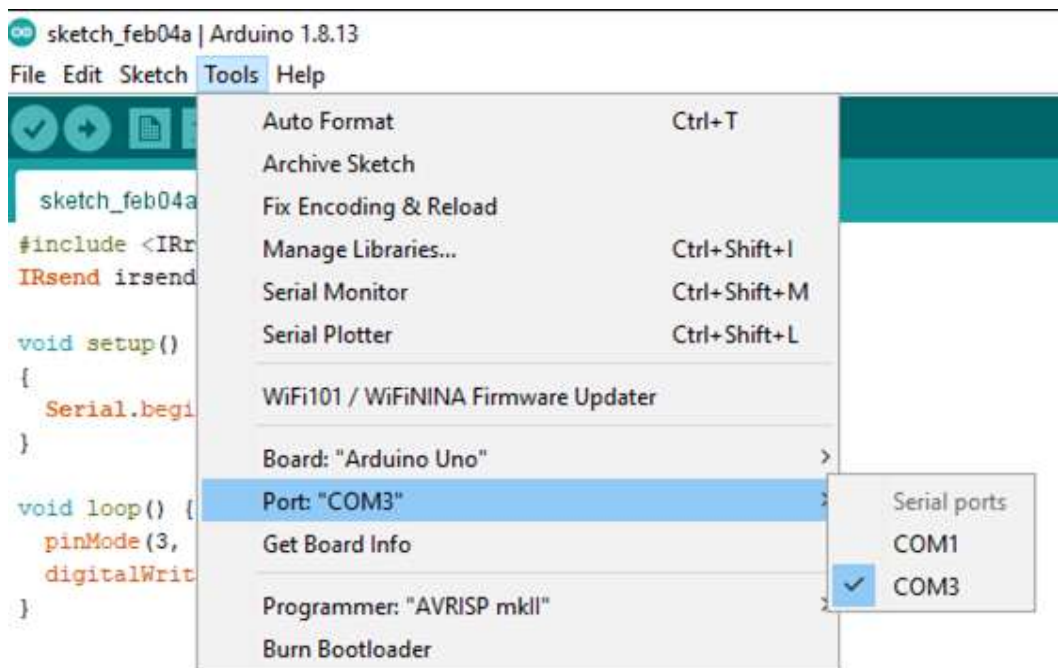 sketch_feb04a | Arduino 1.8.13
File Edit Sketch Tools Help
Auto Format Ctrl+T
Archive Sketch
sketch_feb04a
Fix Encoding & Reload
#include <IRr
Manage Libraries... Ctrl+Shift+I
IRsend irsend
Serial Monitor Ctrl+Shift+M
void setup()
Serial Plotter Ctrl+Shift+L
{
WiFi101 / WiFiNINA Firmware Updater
Serial.begi
}
Board: "Arduino Uno"
void loop() {
Port: "COM3"
Serial ports
pinMode(3,
Get Board Info
COM1
digitalWrit
COM3
}
Programmer: "AVRISP mkII"
Burn Bootloader